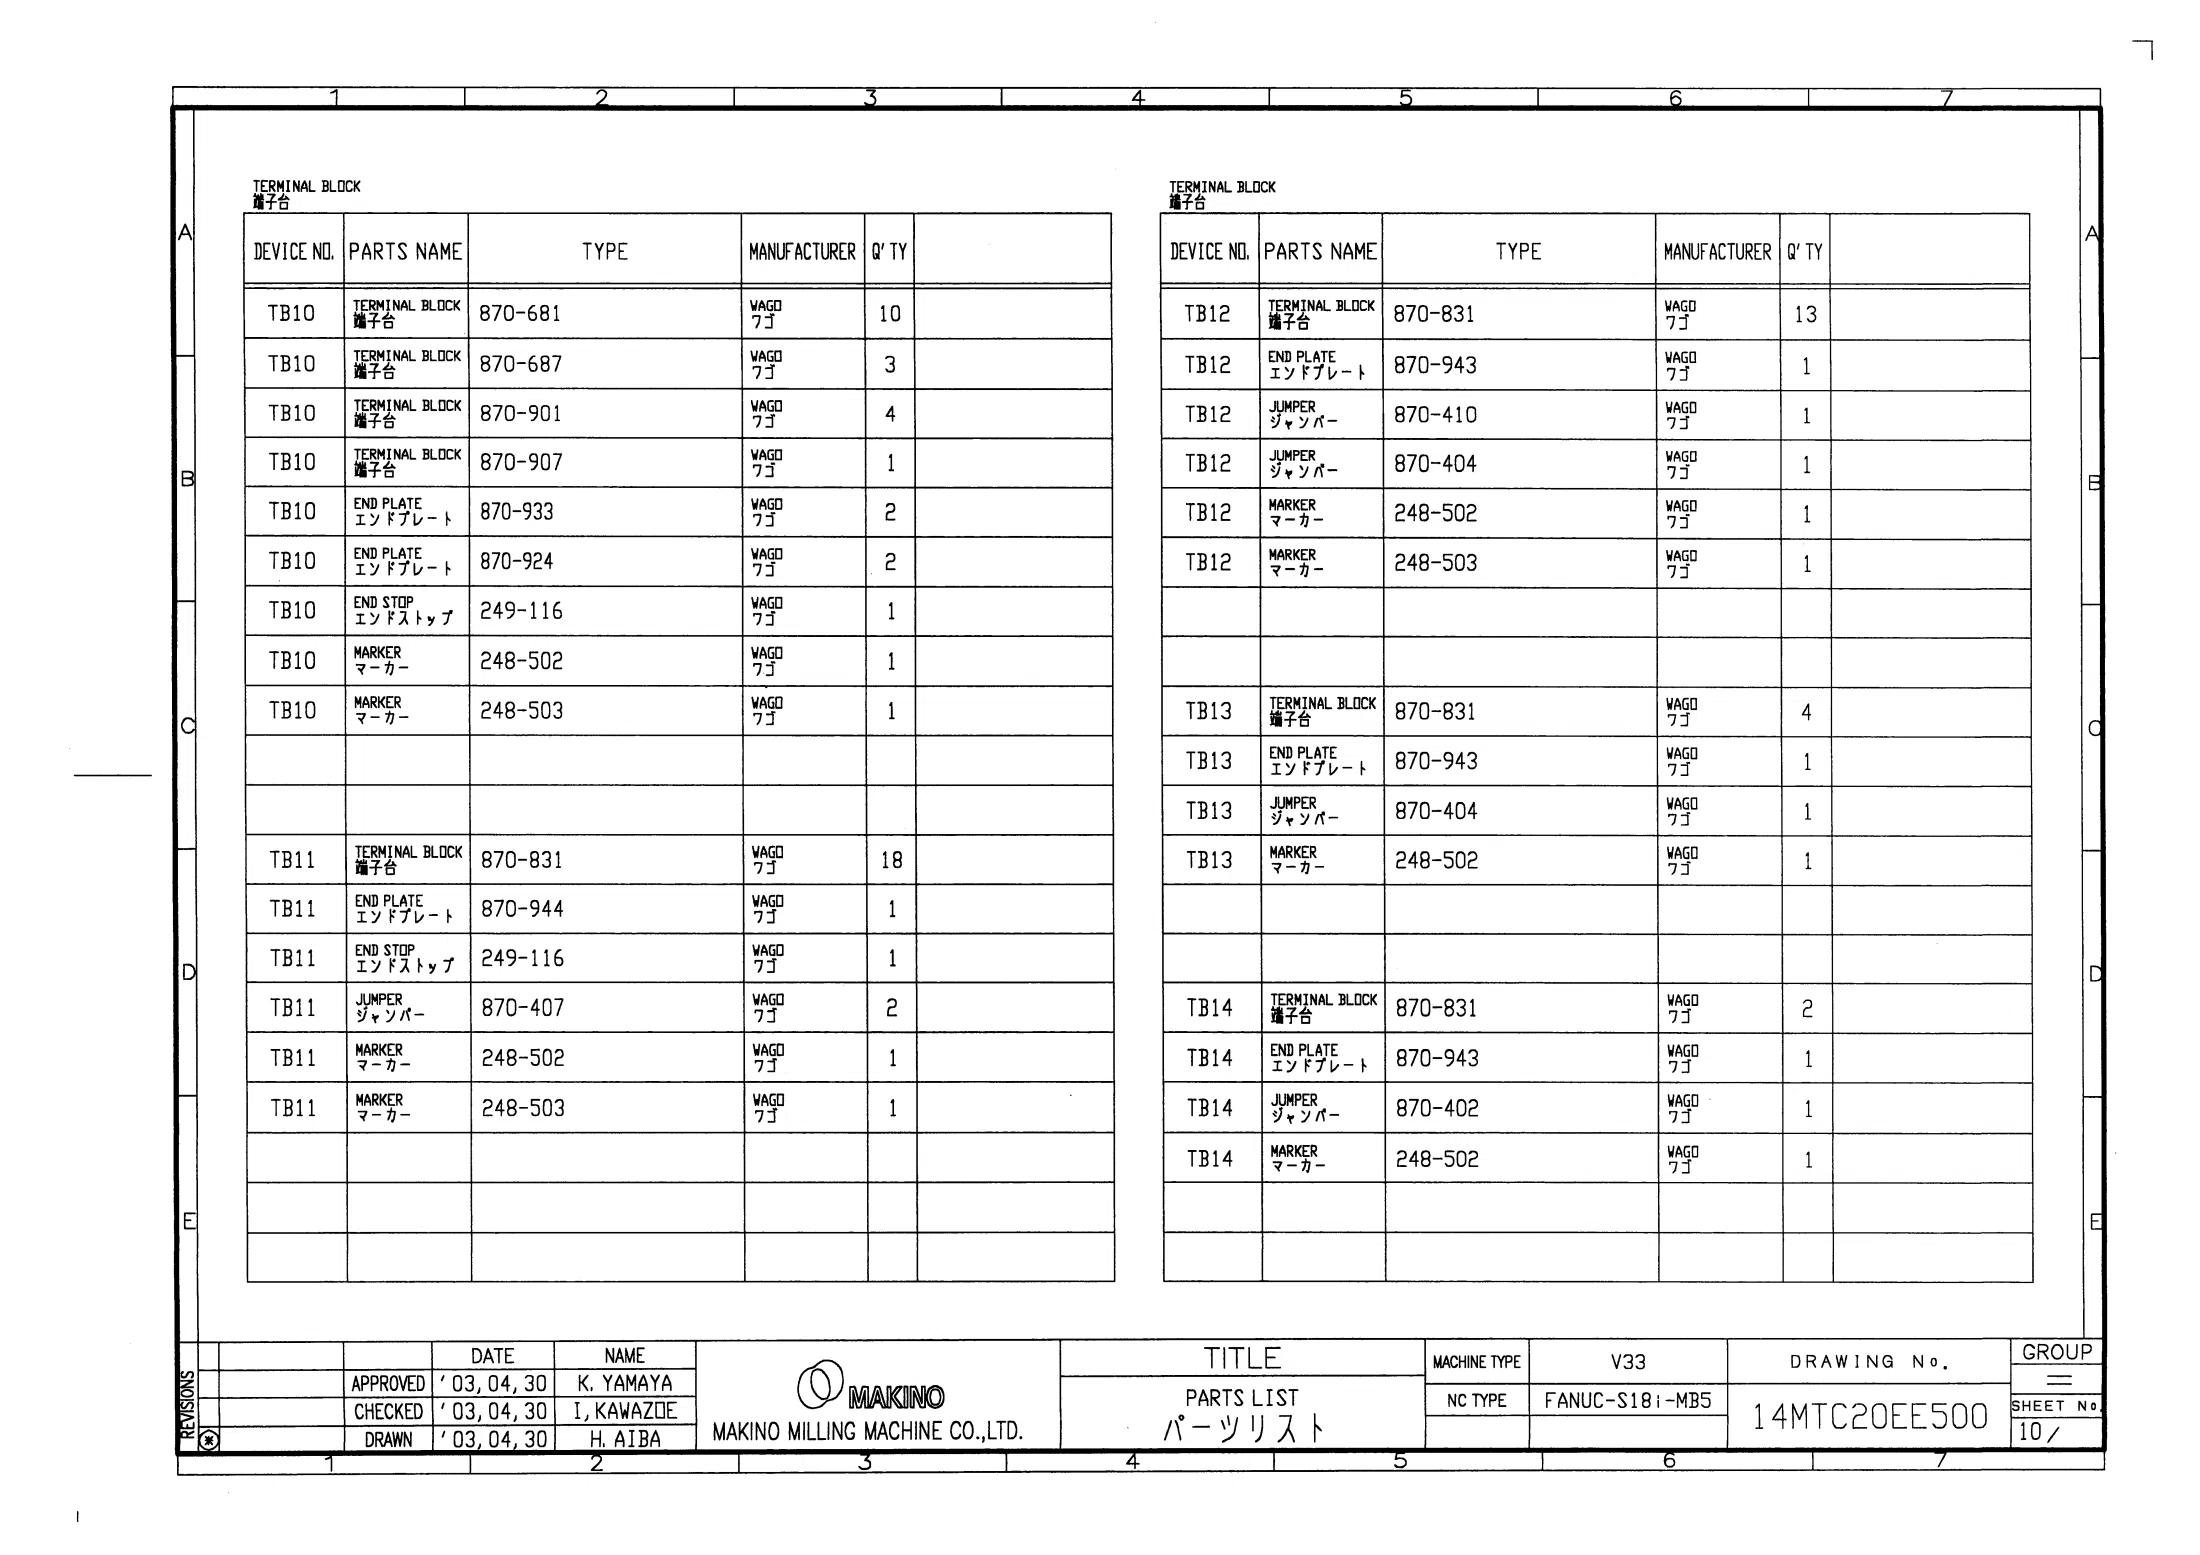 1 2 3 4 5 6 7
TERMINAL BLOCK
端子台
DEVICE NO. PARTS NAME TYPE MANUFACTURER Q'TY
TB10 TERMINAL BLOCK 端子台 870-681 WAGO ワゴ 10
TB10 TERMINAL BLOCK 端子台 870-687 WAGO ワゴ 3
TB10 TERMINAL BLOCK 端子台 870-901 WAGO ワゴ 4
TB10 TERMINAL BLOCK 端子台 870-907 WAGO ワゴ 1
TB10 END PLATE エンドプレート 870-933 WAGO ワゴ 2
TB10 END PLATE エンドプレート 870-924 WAGO ワゴ 2
TB10 END STOP エンドストップ 249-116 WAGO ワゴ 1
TB10 MARKER マーカー 248-502 WAGO ワゴ 1
TB10 MARKER マーカー 248-503 WAGO ワゴ 1
TB11 TERMINAL BLOCK 端子台 870-831 WAGO ワゴ 18
TB11 END PLATE エンドプレート 870-944 WAGO ワゴ 1
TB11 END STOP エンドストップ 249-116 WAGO ワゴ 1
TB11 JUMPER ジャンパー 870-407 WAGO ワゴ 2
TB11 MARKER マーカー 248-502 WAGO ワゴ 1
TB11 MARKER マーカー 248-503 WAGO ワゴ 1
TERMINAL BLOCK
端子台
DEVICE NO. PARTS NAME TYPE MANUFACTURER Q'TY
TB12 TERMINAL BLOCK 端子台 870-831 WAGO ワゴ 13
TB12 END PLATE エンドプレート 870-943 WAGO ワゴ 1
TB12 JUMPER ジャンパー 870-410 WAGO ワゴ 1
TB12 JUMPER ジャンパー 870-404 WAGO ワゴ 1
TB12 MARKER マーカー 248-502 WAGO ワゴ 1
TB12 MARKER マーカー 248-503 WAGO ワゴ 1
TB13 TERMINAL BLOCK 端子台 870-831 WAGO ワゴ 4
TB13 END PLATE エンドプレート 870-943 WAGO ワゴ 1
TB13 JUMPER ジャンパー 870-404 WAGO ワゴ 1
TB13 MARKER マーカー 248-502 WAGO ワゴ 1
TB14 TERMINAL BLOCK 端子台 870-831 WAGO ワゴ 2
TB14 END PLATE エンドプレート 870-943 WAGO ワゴ 1
TB14 JUMPER ジャンパー 870-402 WAGO ワゴ 1
TB14 MARKER マーカー 248-502 WAGO ワゴ 1
A A
B B
C C
D D
E E
REVISIONS
DATE NAME
APPROVED '03,04,30 K. YAMAYA
CHECKED '03,04,30 I,KAWAZOE
DRAWN '03,04,30 H. AIBA
MAKINO
MAKINO MILLING MACHINE CO.,LTD.
TITLE
PARTS LIST
パーツリスト
MACHINE TYPE V33
NC TYPE FANUC-S18i-MB5
DRAWING No.
14MTC20EE500
GROUP
=
SHEET No.
10/
1 2 3 4 5 6 7